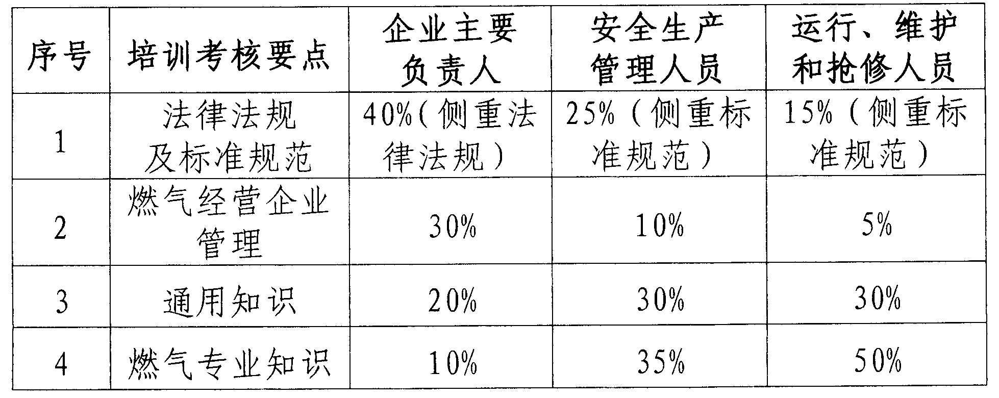 序号
培训考核要点
企业主要
负责人
安全生产
管理人员
运行、维护
和抢修人员
1
法律法规
及标准规范
40%(侧重法
律法规)
25%(侧重标
准规范)
15%(侧重标
准规范)
2
燃气经营企业
管理
30%
10%
5%
3
通用知识
20%
30%
30%
4
燃气专业知识
10%
35%
50%